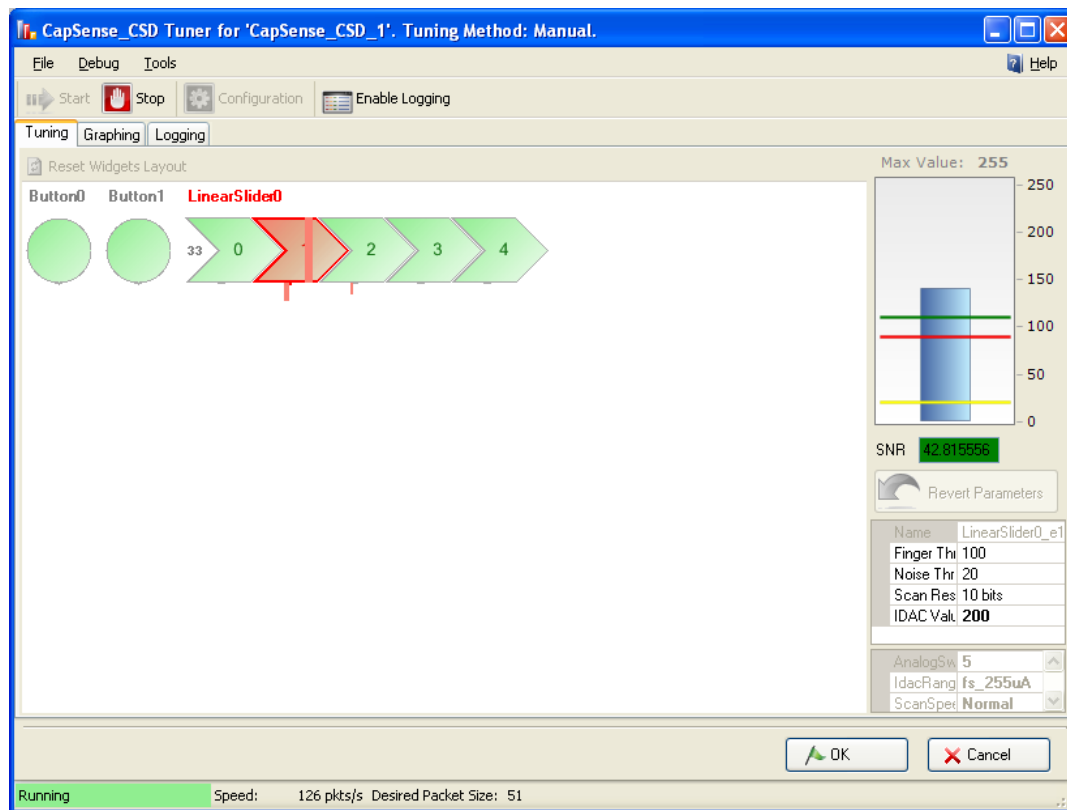 CapSense_CSD Tuner for 'CapSense_CSD_1'. Tuning Method: Manual.
File Debug Tools Help
Start Stop Configuration Enable Logging
Tuning Graphing Logging
Reset Widgets Layout
Max Value: 255
Button0 Button1 LinearSlider0
33 0 1 2 3 4
250
200
150
100
50
0
SNR 42.815556
Revert Parameters
Name LinearSlider0_e1
Finger Thr 100
Noise Thr 20
Scan Res 10 bits
IDAC Valu 200
AnalogSw 5
IdacRang fs_255uA
ScanSpee Normal
OK Cancel
Running Speed: 126 pkts/s Desired Packet Size: 51